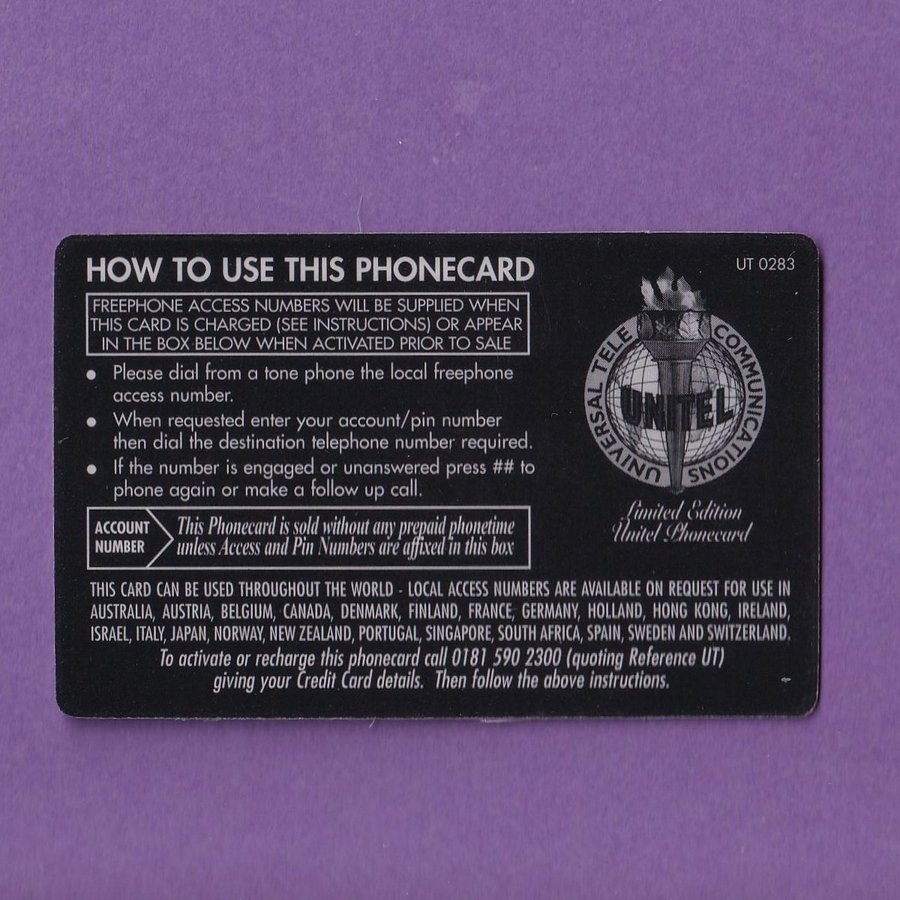 HOW TO USE THIS PHONECARD
UT 0283
FREEPHONE ACCESS NUMBERS WILL BE SUPPLIED WHEN
THIS CARD IS CHARGED (SEE INSTRUCTIONS) OR APPEAR
IN THE BOX BELOW WHEN ACTIVATED PRIOR TO SALE
• Please dial from a tone phone the local freephone
access number.
• When requested enter your account/pin number
then dial the destination telephone number required.
• If the number is engaged or unanswered press ## to
phone again or make a follow up call.
UNIVERSAL TELE COMMUNICATIONS
UNITEL
Limited Edition
Unitel Phonecard
ACCOUNT
NUMBER
This Phonecard is sold without any prepaid phonetime
unless Access and Pin Numbers are affixed in this box
THIS CARD CAN BE USED THROUGHOUT THE WORLD - LOCAL ACCESS NUMBERS ARE AVAILABLE ON REQUEST FOR USE IN
AUSTRALIA, AUSTRIA, BELGIUM, CANADA, DENMARK, FINLAND, FRANCE, GERMANY, HOLLAND, HONG KONG, IRELAND,
ISRAEL, ITALY, JAPAN, NORWAY, NEW ZEALAND, PORTUGAL, SINGAPORE, SOUTH AFRICA, SPAIN, SWEDEN AND SWITZERLAND.
To activate or recharge this phonecard call 0181 590 2300 (quoting Reference UT)
giving your Credit Card details. Then follow the above instructions.